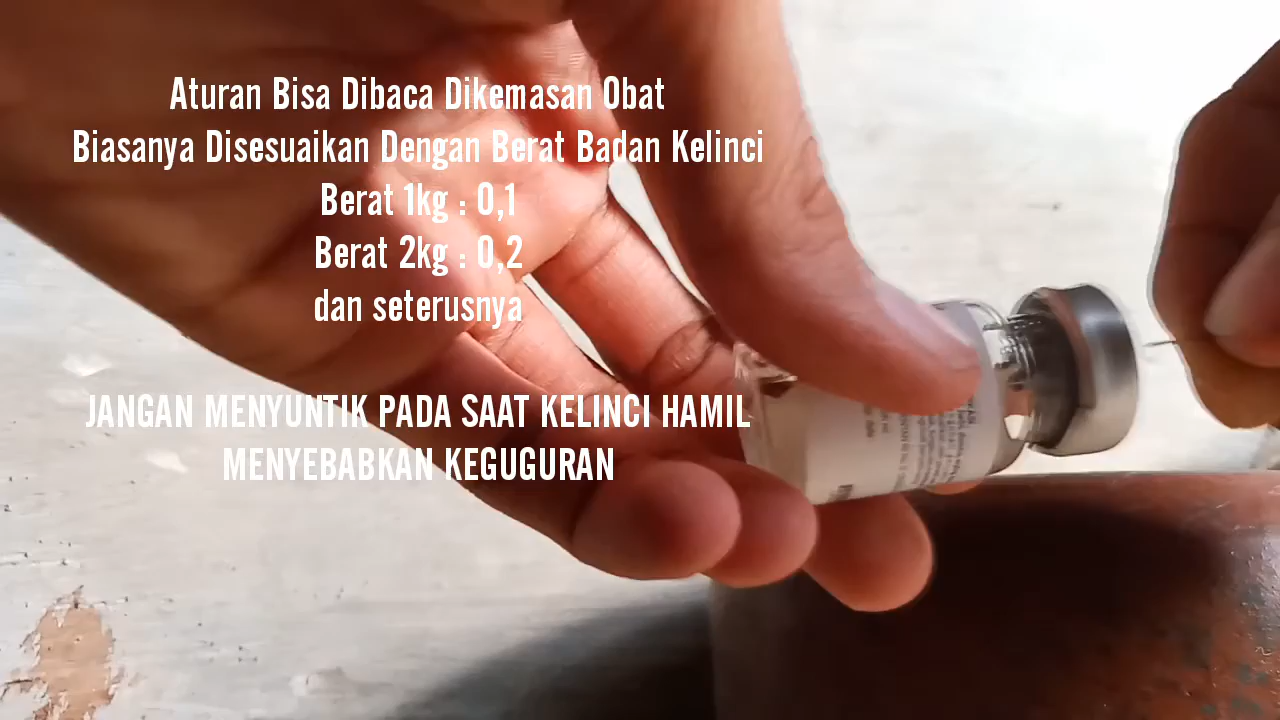 Aturan Bisa Dibaca Dikemasan Obat
Biasanya Disesuaikan Dengan Berat Badan Kelinci
Berat 1kg : 0,1
Berat 2kg : 0,2
dan seterusnya
JANGAN MENYUNTIK PADA SAAT KELINCI HAMIL
MENYEBABKAN KEGUGURAN